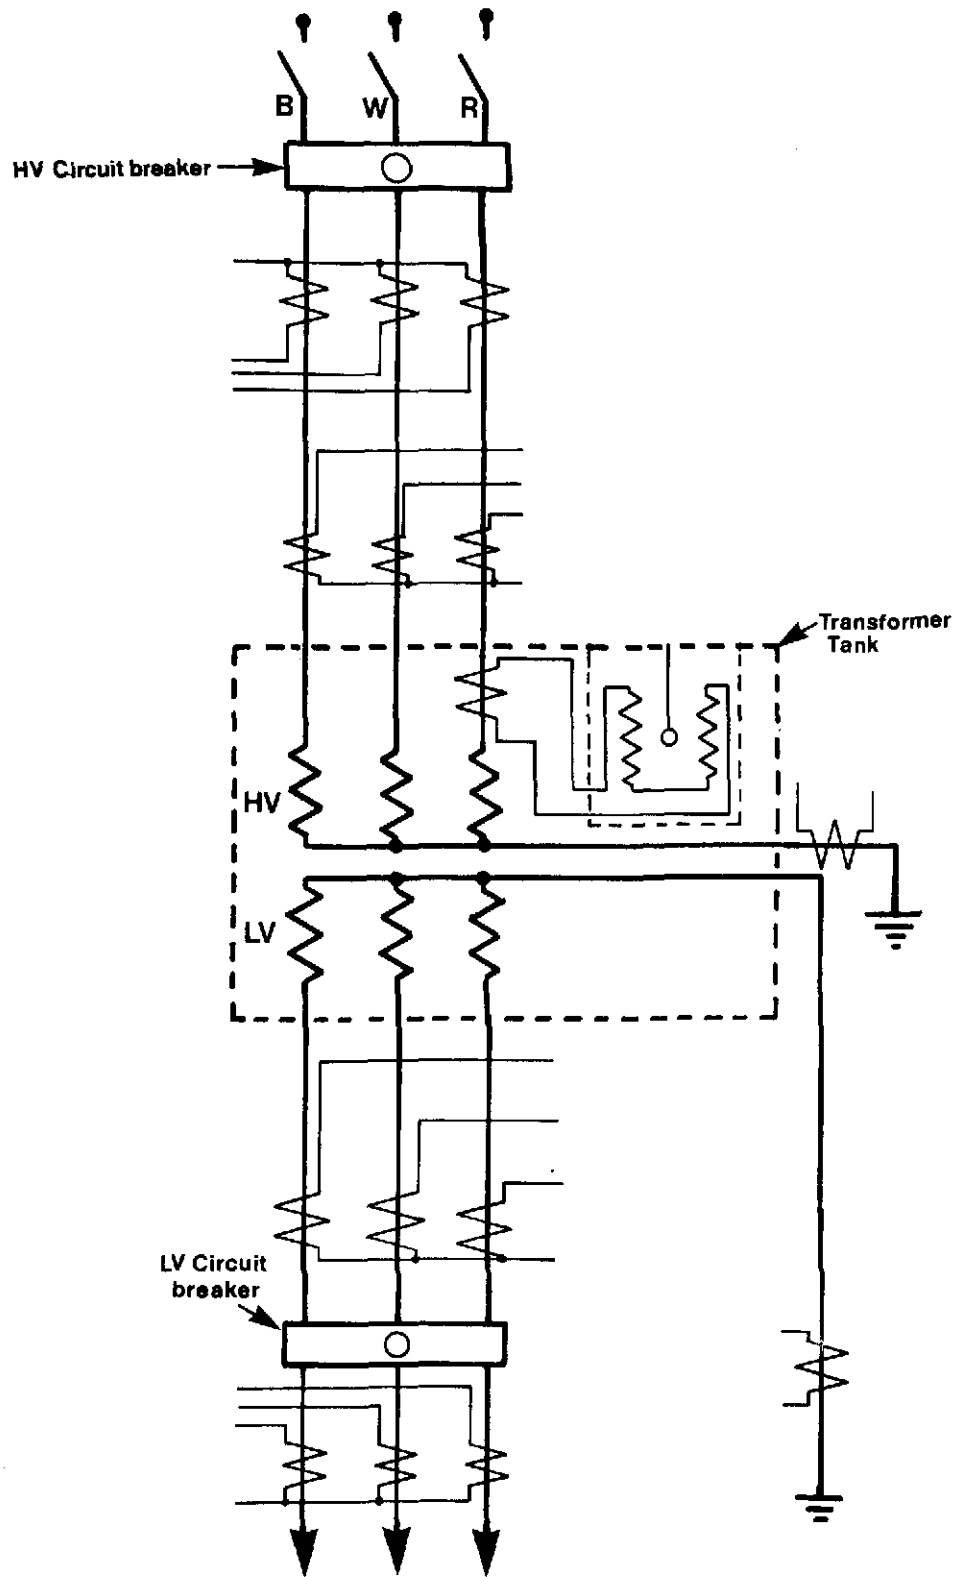 B W R
HV Circuit breaker
Transformer
Tank
HV
LV
LV Circuit
breaker